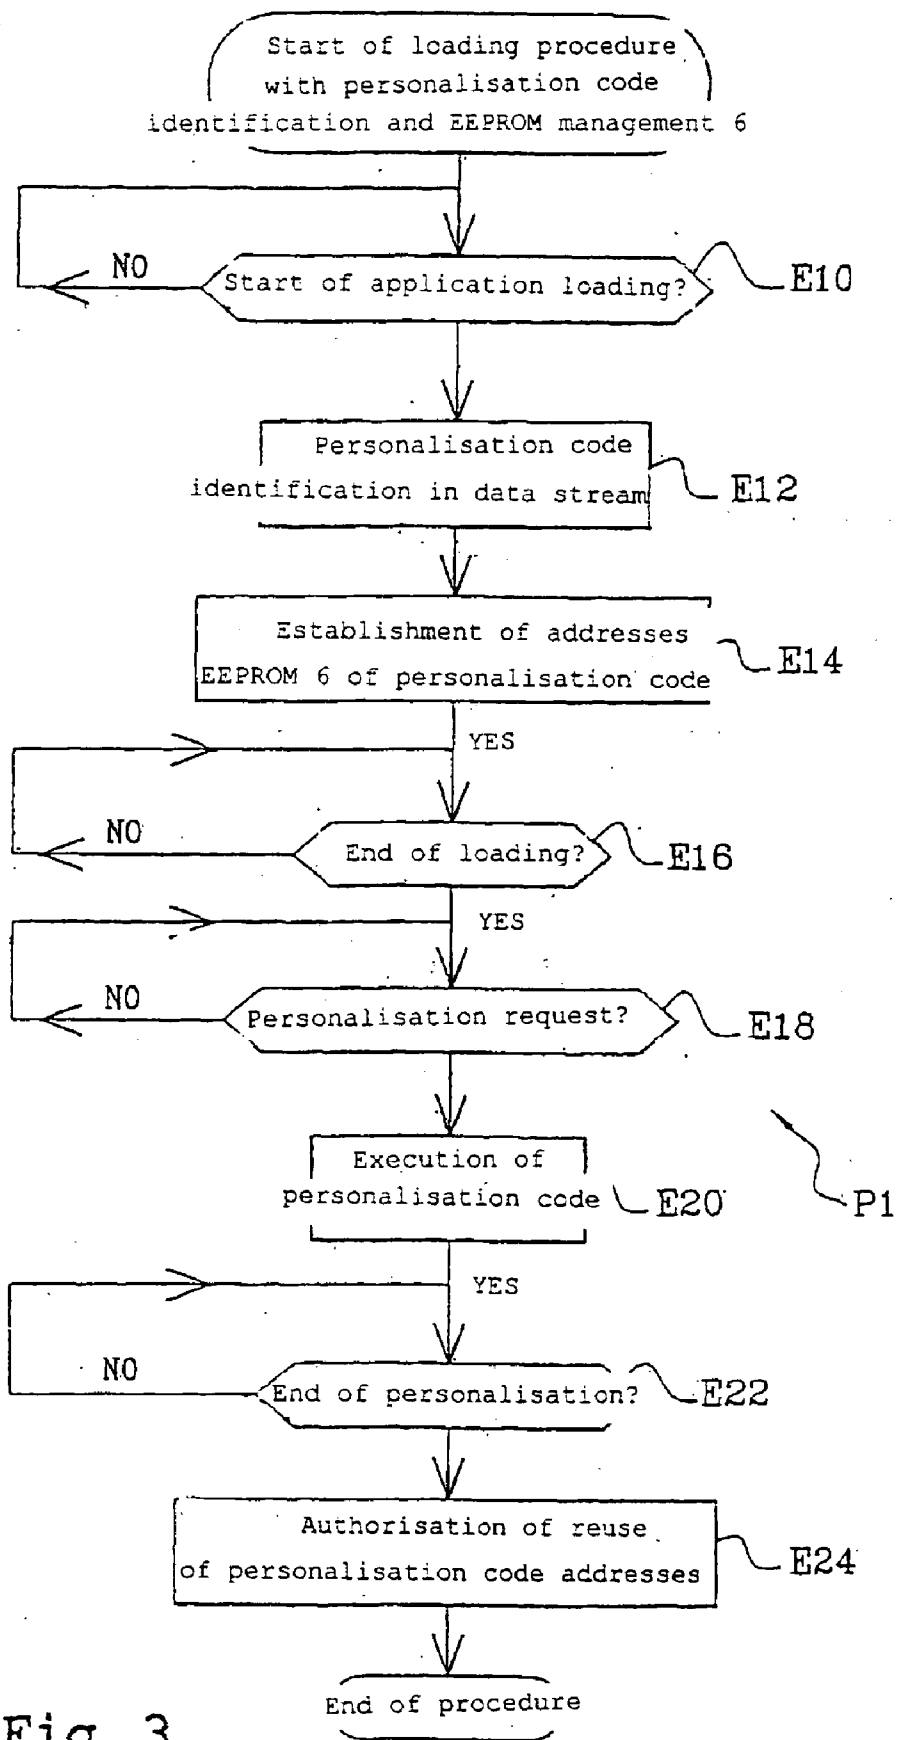 Start of loading procedure
with personalisation code
identification and EEPROM management 6
NO
Start of application loading?
E10
Personalisation code
identification in data stream
E12
Establishment of addresses
EEPROM 6 of personalisation code
E14
YES
NO
End of loading?
E16
YES
NO
Personalisation request?
E18
Execution of
personalisation code
E20
P1
YES
NO
End of personalisation?
E22
Authorisation of reuse
of personalisation code addresses
E24
End of procedure
Fig. 3